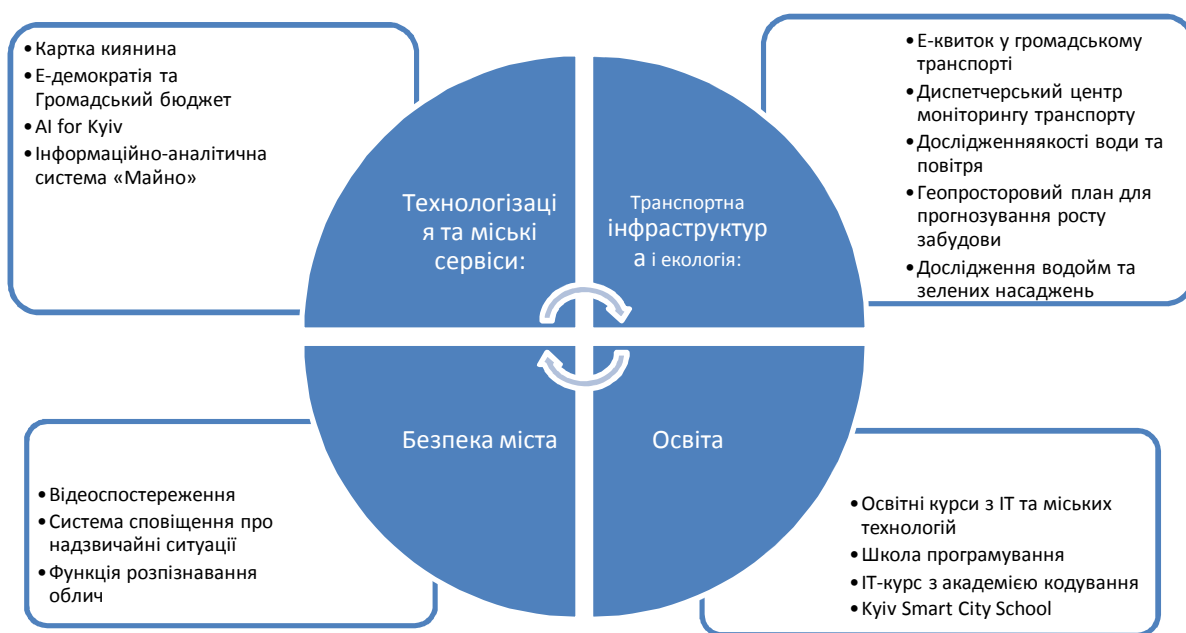 • Картка киянина
• Е-демократія та
Громадський бюджет
• AI for Kyiv
• Інформаційно-аналітична
система «Майно»
• Е-квиток у громадському
транспорті
• Диспетчерський центр
моніторингу транспорту
• Дослідженняякості води та
повітря
• Геопросторовий план для
прогнозування росту
забудови
• Дослідження водойм та
зелених насаджень
Технологізаці
я та міські
сервіси:
Транспортна
інфраструктур
а і екологія:
Безпека міста
Освіта
• Відеоспостереження
• Система сповіщення про
надзвичайні ситуації
• Функція розпізнавання
облич
• Освітні курси з ІТ та міських
технологій
• Школа програмування
• ІТ-курс з академією кодування
• Kyiv Smart City School